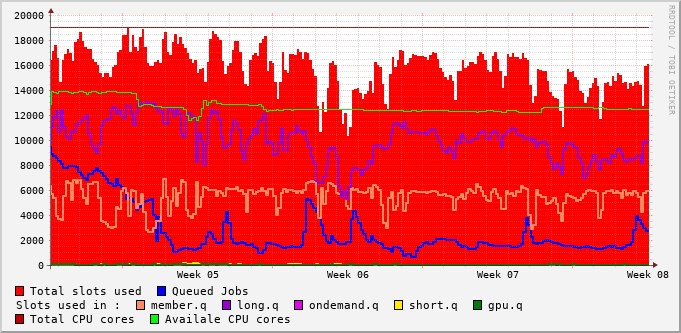 20000
18000
16000
14000
12000
10000
8000
6000
4000
2000
0
Week 05 Week 06 Week 07 Week 08
RRDTOOL / TOBI OETIKER
Total slots used Queued Jobs
Slots used in : member.q long.q ondemand.q short.q gpu.q
Total CPU cores Availale CPU cores